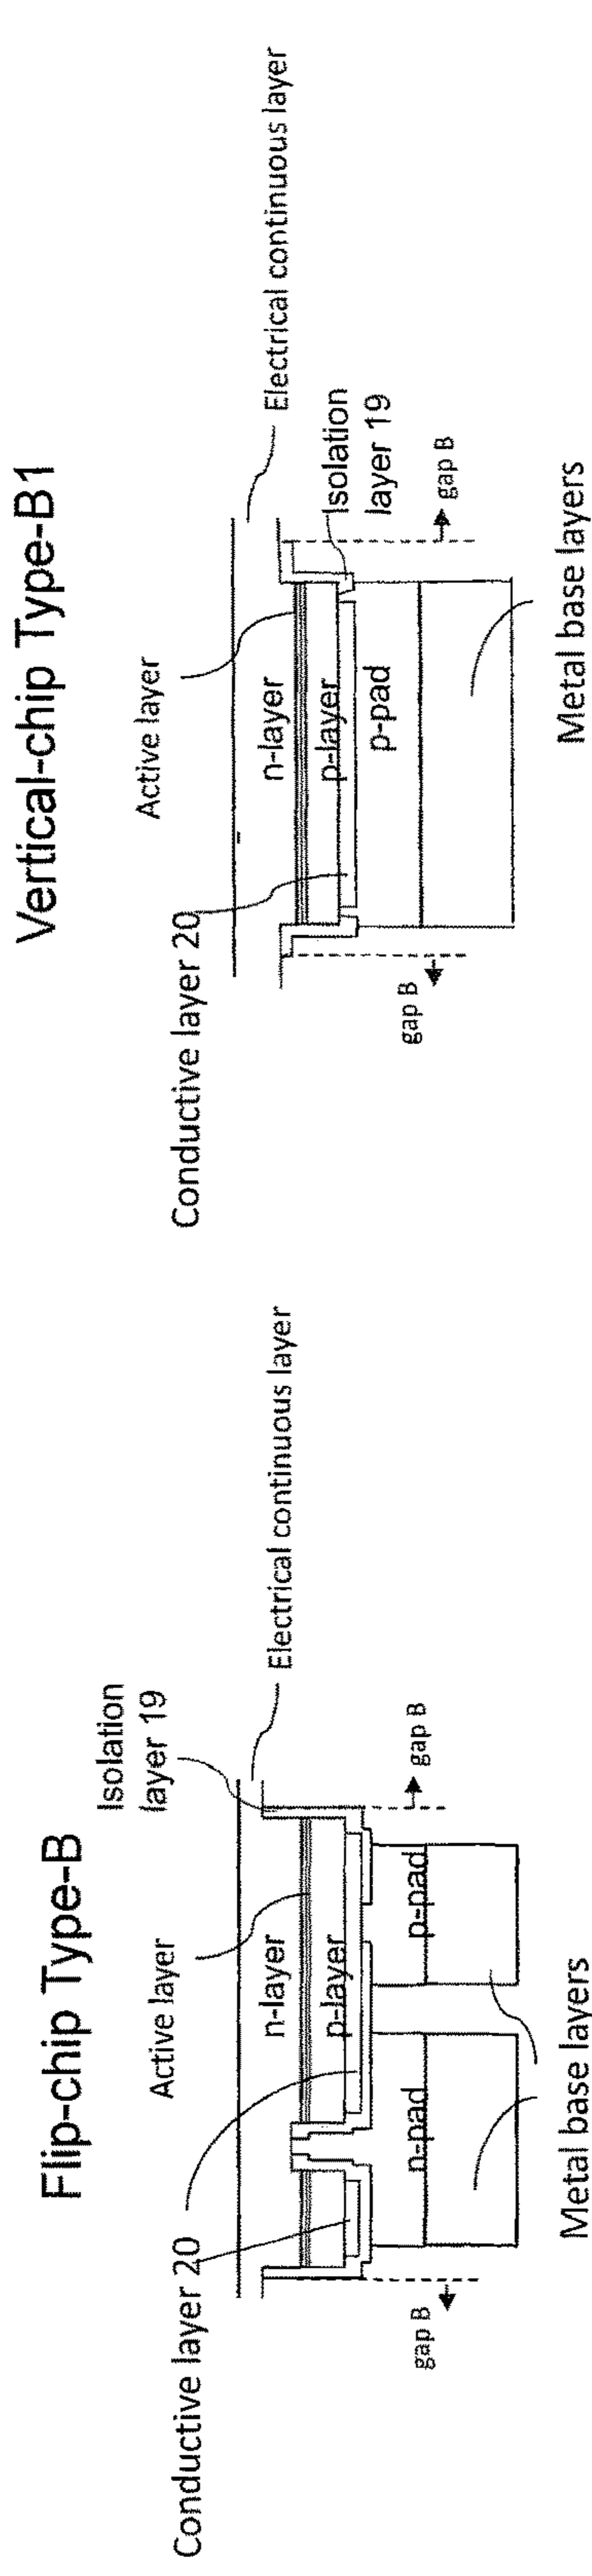 Flip-chip Type-B
Isolation
layer 19
Electrical continuous layer
Active layer
Conductive layer 20
n-layer
p-layer
n-pad
p-pad
gap B
gap B
Metal base layers
Vertical-chip Type-B1
Electrical continuous layer
Active layer
Isolation
layer 19
Conductive layer 20
n-layer
p-layer
p-pad
gap B
gap B
Metal base layers